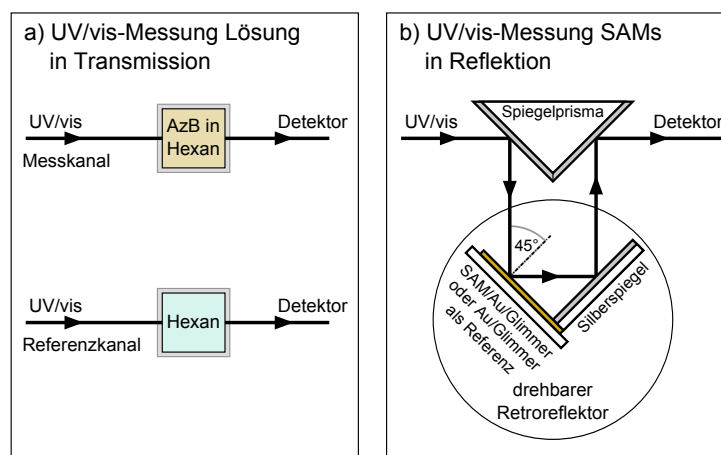 a) UV/vis-Messung Lösung
in Transmission
UV/vis
AzB in
Hexan
Detektor
Messkanal
UV/vis
Hexan
Detektor
Referenzkanal
b) UV/vis-Messung SAMs
in Reflektion
UV/vis
Spiegelprisma
Detektor
45°
SAM/Au/Glimmer
oder Au/Glimmer
als Referenz
Silberspiegel
drehbarer
Retroreflektor